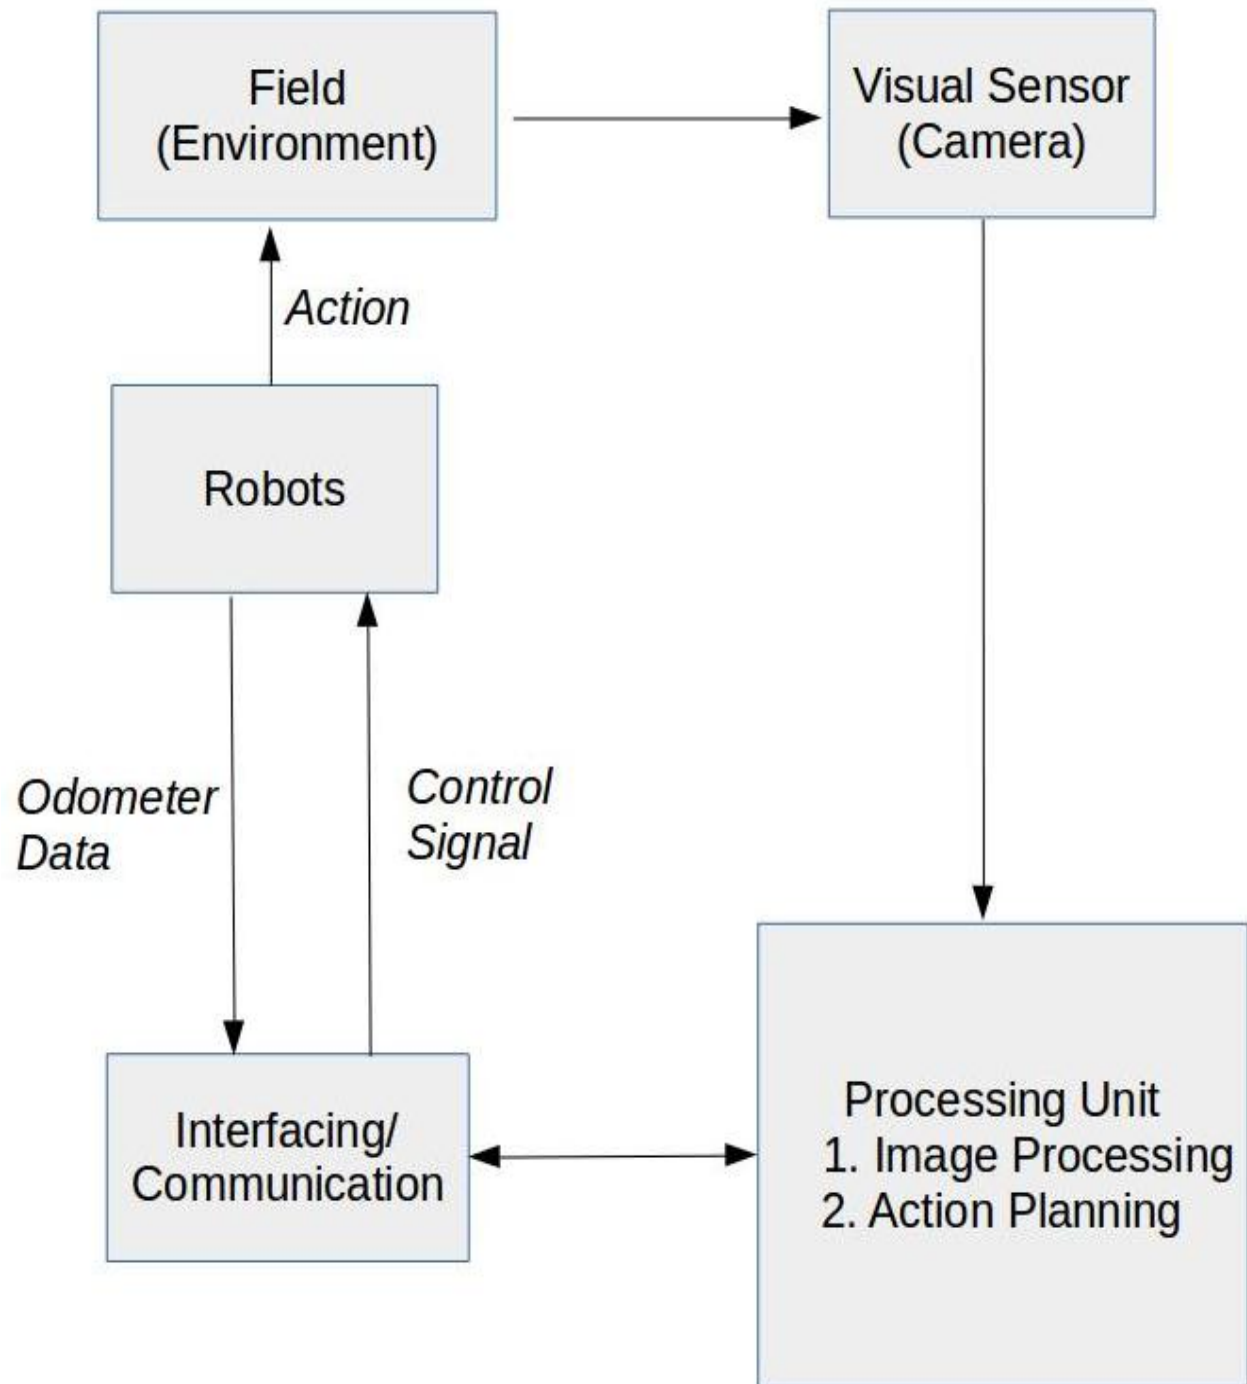 Field
(Environment)
Visual Sensor
(Camera)
Action
Robots
Odometer
Data
Control
Signal
Interfacing/
Communication
Processing Unit
1. Image Processing
2. Action Planning